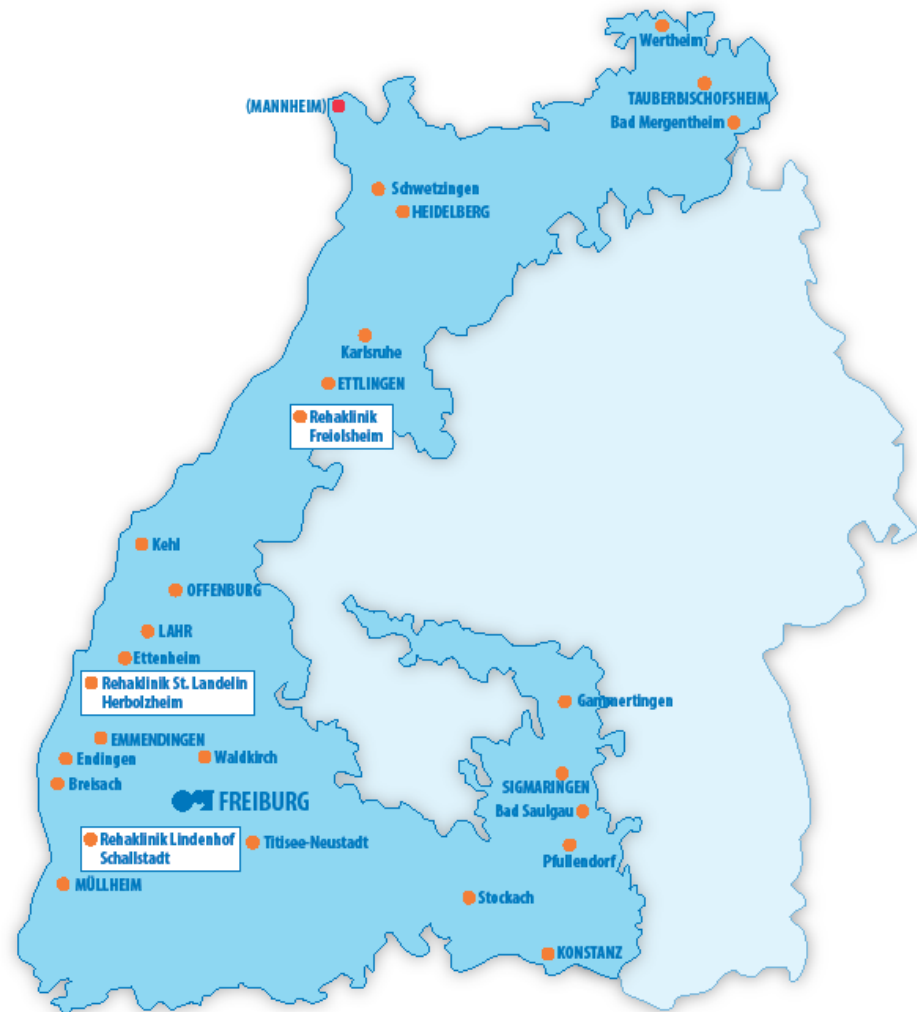 Wertheim
TAUBERBISCHOFSHEIM
(MANNHEIM)
Bad Mergentheim
Schwetzingen
HEIDELBERG
Karlsruhe
ETTLINGEN
Rehaklinik
Freiolsheim
Kehl
OFFENBURG
LAHR
Ettenheim
Rehaklinik St. Landelin
Herbolzheim
Gammertingen
EMMENDINGEN
Endingen
Waldkirch
Breisach
SIGMARINGEN
FREIBURG
Bad Saulgau
Rehaklinik Lindenhof
Schallstadt
Titisee-Neustadt
Pfullendorf
MÜLLHEIM
Stockach
KONSTANZ